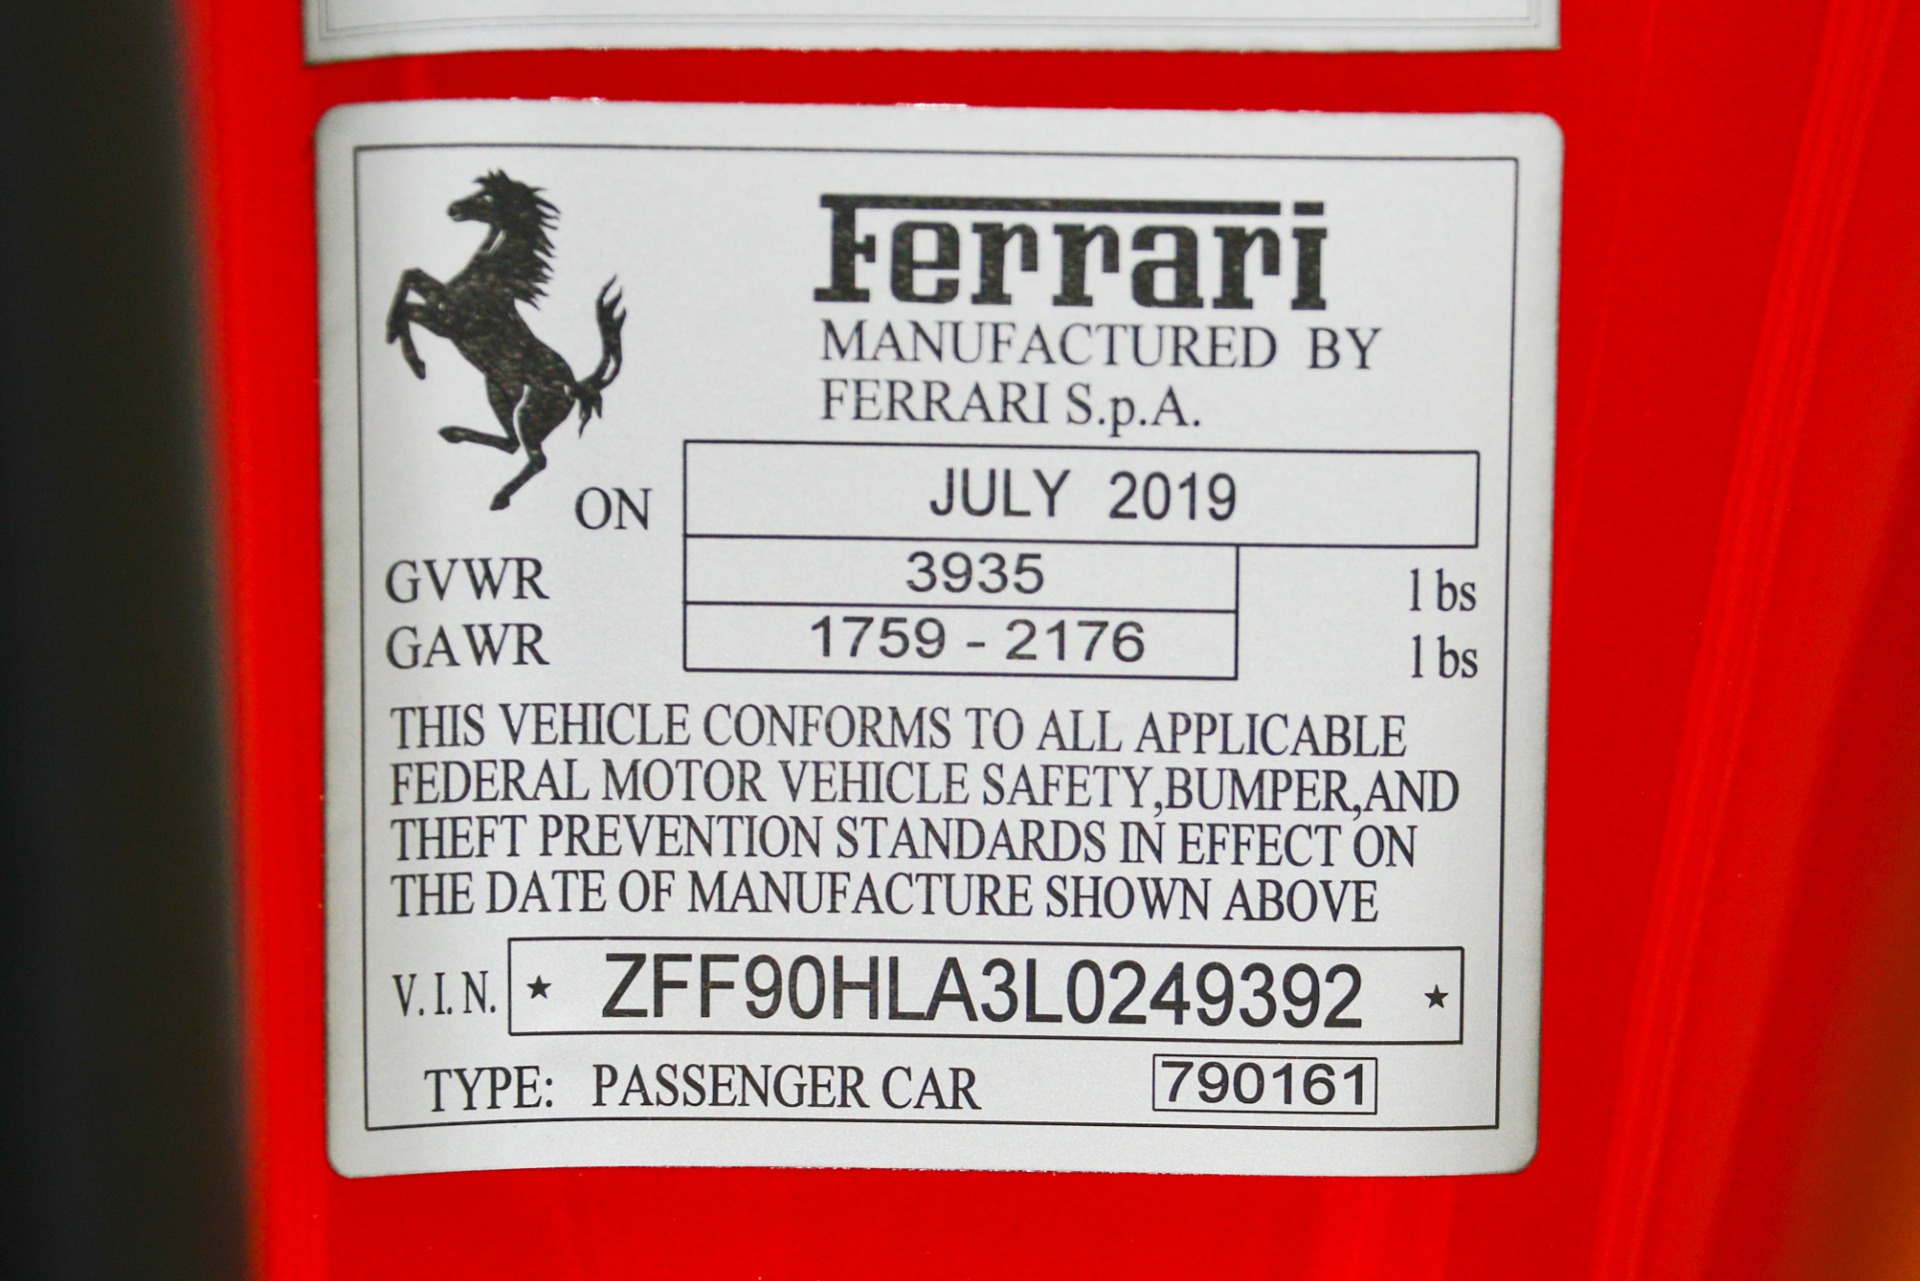 Ferrari
MANUFACTURED BY
FERRARI S.p.A.
ON JULY 2019
GVWR 3935 lbs
GAWR 1759 - 2176 lbs
THIS VEHICLE CONFORMS TO ALL APPLICABLE
FEDERAL MOTOR VEHICLE SAFETY,BUMPER,AND
THEFT PREVENTION STANDARDS IN EFFECT ON
THE DATE OF MANUFACTURE SHOWN ABOVE
V.I.N. ★ ZFF90HLA3L0249392 ★
TYPE: PASSENGER CAR 790161